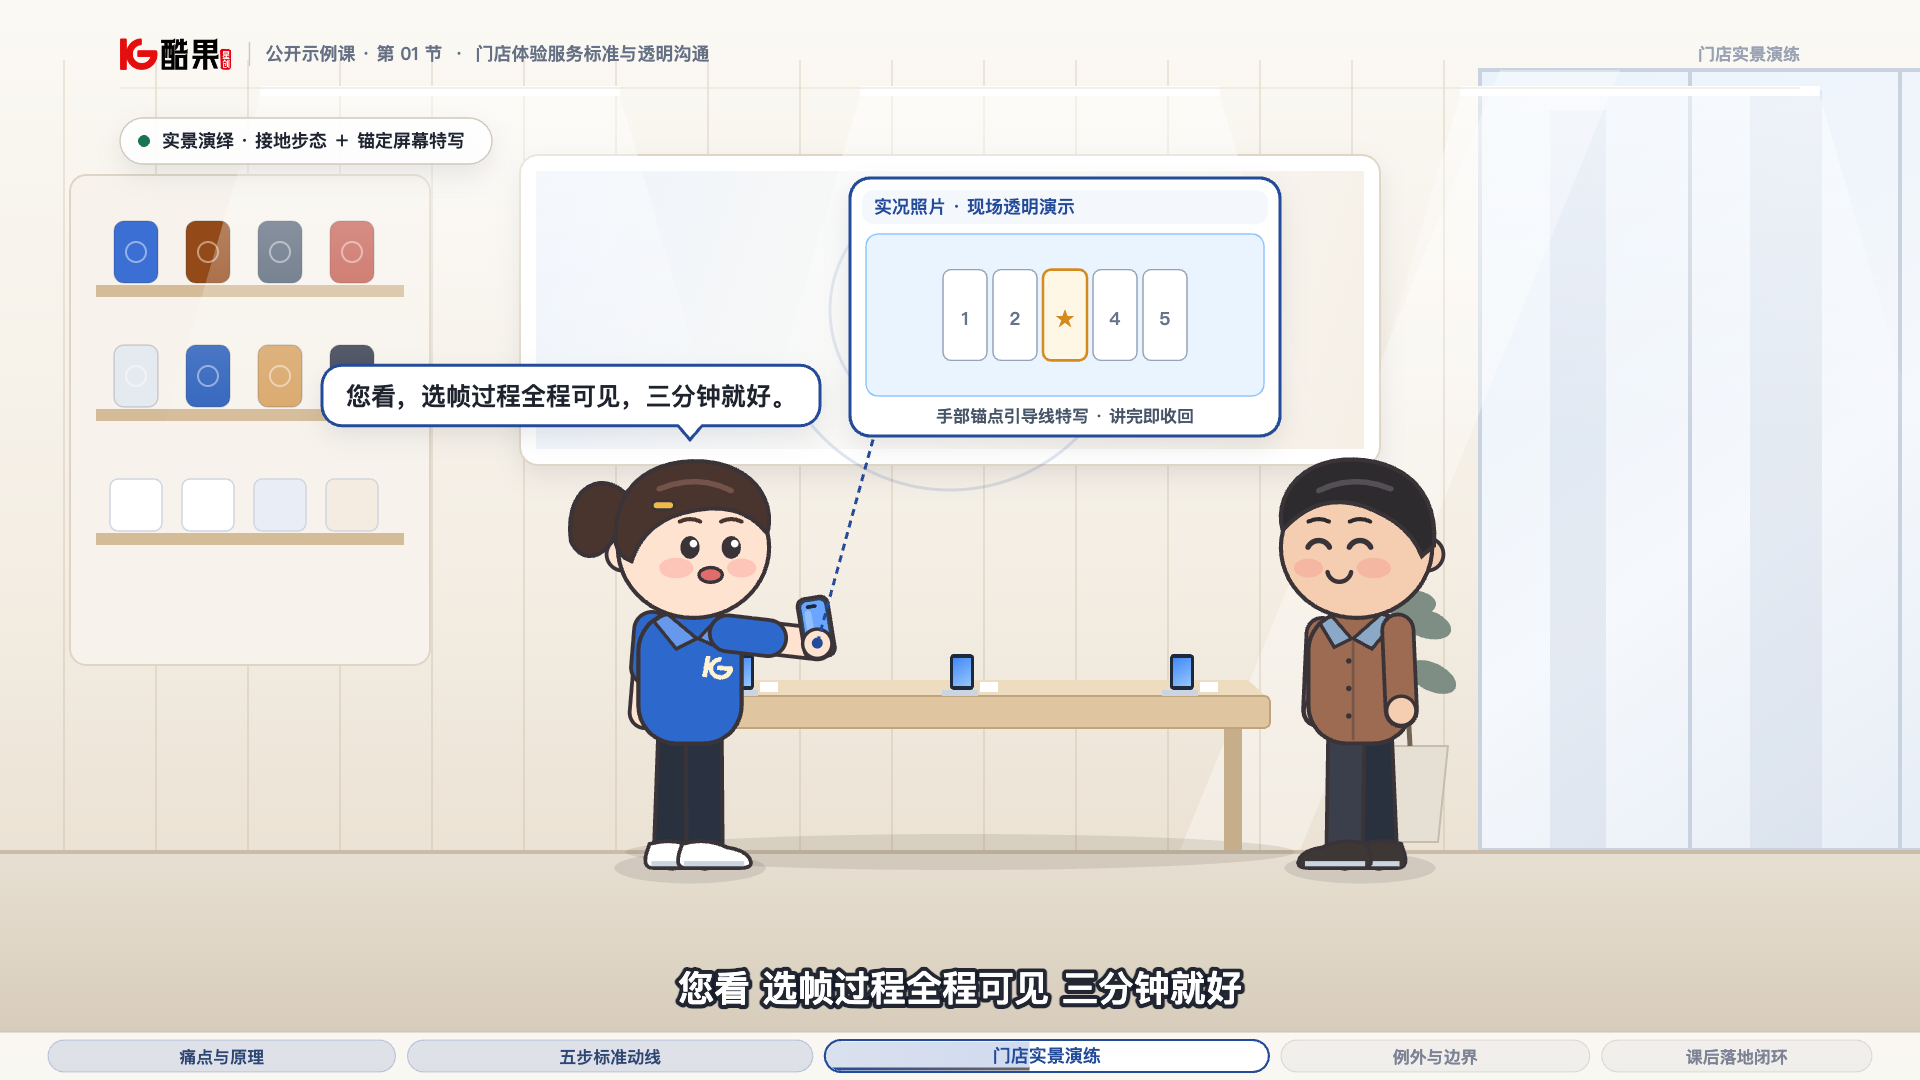 IG酷果
公开示例课 · 第 01 节 · 门店体验服务标准与透明沟通
门店实景演练
实景演绎 · 接地步态 + 锚定屏幕特写
实况照片 · 现场透明演示
1 2 ★ 4 5
手部锚点引导线特写 · 讲完即收回
您看，选帧过程全程可见，三分钟就好。
IG
您看 选帧过程全程可见 三分钟就好
痛点与原理
五步标准动线
门店实景演练
例外与边界
课后落地闭环